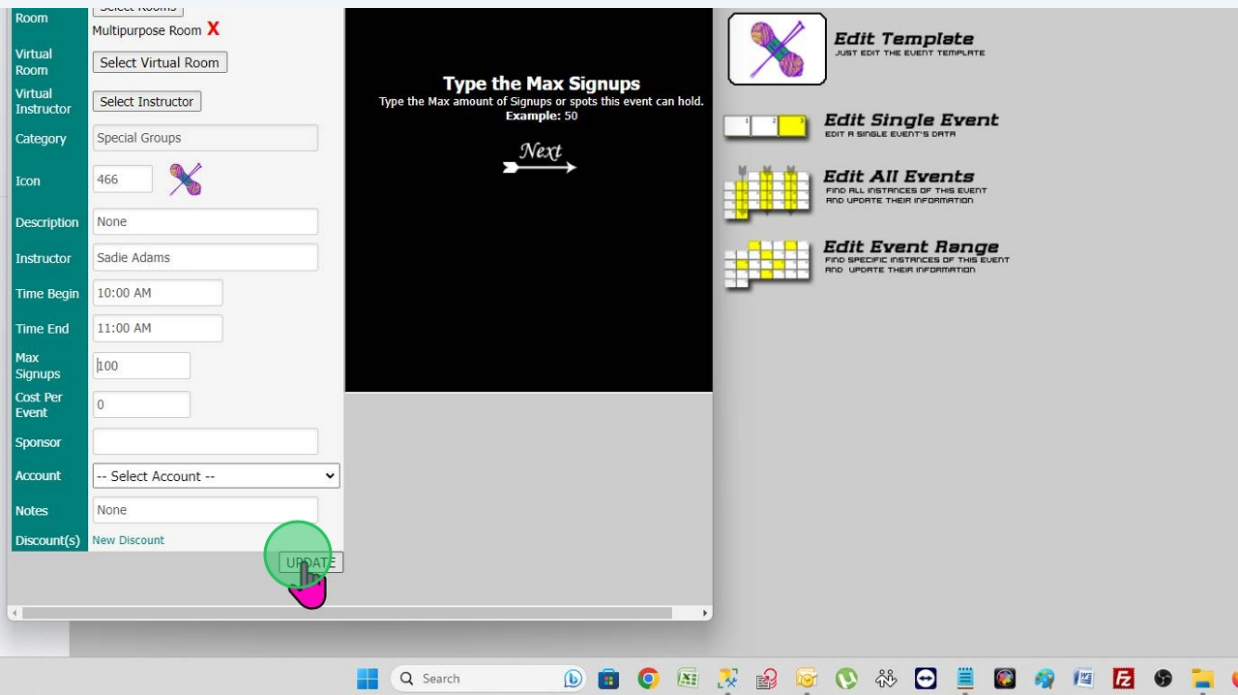 Room
Select Rooms
Multipurpose Room X
Virtual
Room
Select Virtual Room
Virtual
Instructor
Select Instructor
Category
Special Groups
Icon
466
Description
None
Instructor
Sadie Adams
Time Begin
10:00 AM
Time End
11:00 AM
Max
Signups
100
Cost Per
Event
0
Sponsor
Account
-- Select Account --
Notes
None
Discount(s)
New Discount
UPDATE
Type the Max Signups
Type the Max amount of Signups or spots this event can hold.
Example: 50
Next
Edit Template
JUST EDIT THE EVENT TEMPLATE
1 2 3
Edit Single Event
EDIT A SINGLE EVENT'S DATA
Edit All Events
FIND ALL INSTANCES OF THIS EVENT
AND UPDATE THEIR INFORMATION
Edit Event Range
FIND SPECIFIC INSTANCES OF THIS EVENT
AND UPDATE THEIR INFORMATION
Search